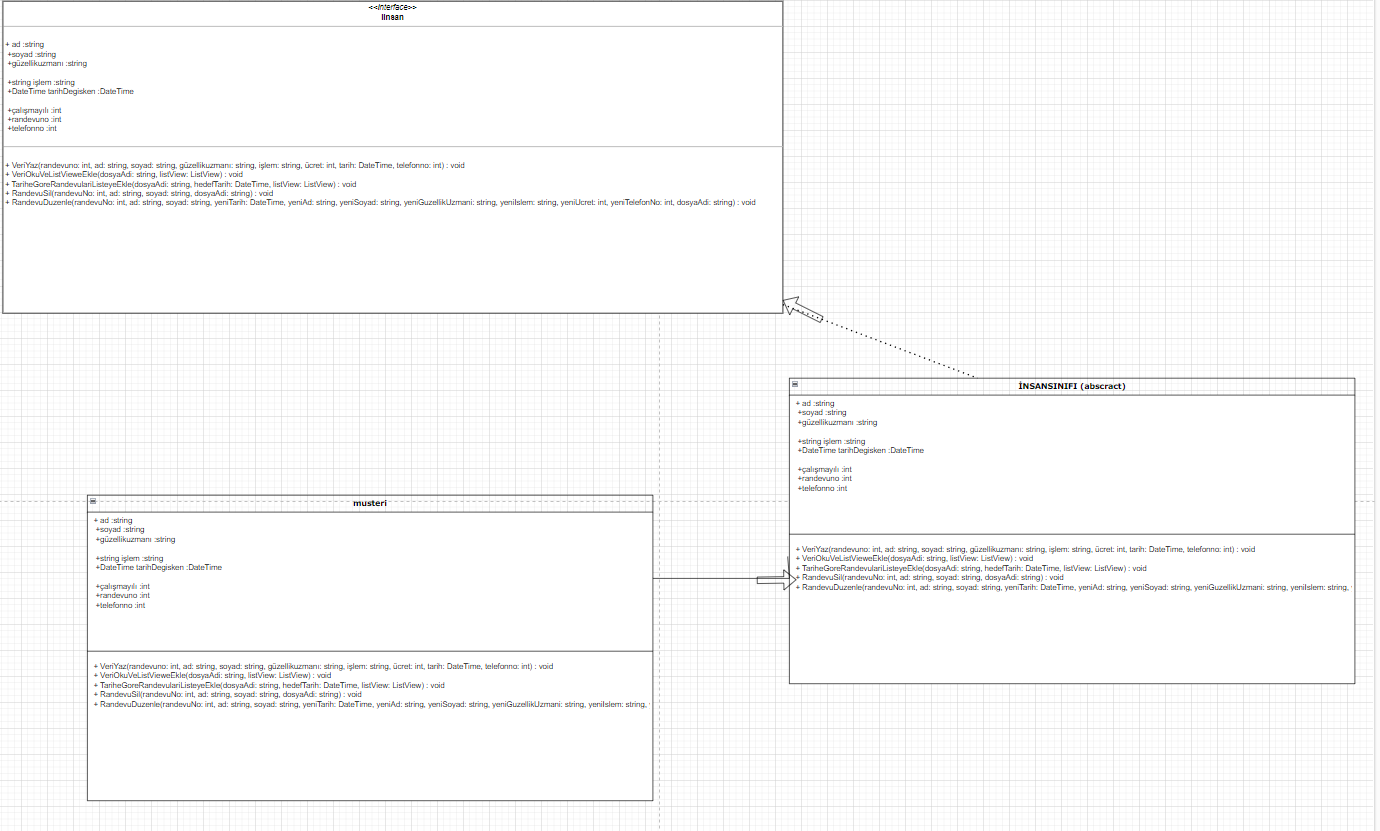 <<interface>>
Iinsan
+ ad :string
+soyad :string
+güzellikuzmanı :string
+string işlem :string
+DateTime tarihDegisken :DateTime
+çalışmayılı :int
+randevuno :int
+telefonno :int
+ VeriYaz(randevuno: int, ad: string, soyad: string, güzellikuzmanı: string, işlem: string, ücret: int, tarih: DateTime, telefonno: int) : void
+ VeriOkuVeListVieweEkle(dosyaAdi: string, listView: ListView) : void
+ TariheGoreRandevulariListeyeEkle(dosyaAdi: string, hedefTarih: DateTime, listView: ListView) : void
+ RandevuSil(randevuNo: int, ad: string, soyad: string, dosyaAdi: string) : void
+ RandevuDuzenle(randevuNo: int, ad: string, soyad: string, yeniTarih: DateTime, yeniAd: string, yeniSoyad: string, yeniGuzellikUzmani: string, yeniIslem: string, yeniUcret: int, yeniTelefonNo: int, dosyaAdi: string) : void
İNSANSINIFI (abscract)
+ ad :string
+soyad :string
+güzellikuzmanı :string
+string işlem :string
+DateTime tarihDegisken :DateTime
+çalışmayılı :int
+randevuno :int
+telefonno :int
+ VeriYaz(randevuno: int, ad: string, soyad: string, güzellikuzmanı: string, işlem: string, ücret: int, tarih: DateTime, telefonno: int) : void
+ VeriOkuVeListVieweEkle(dosyaAdi: string, listView: ListView) : void
+ TariheGoreRandevulariListeyeEkle(dosyaAdi: string, hedefTarih: DateTime, listView: ListView) : void
+ RandevuSil(randevuNo: int, ad: string, soyad: string, dosyaAdi: string) : void
+ RandevuDuzenle(randevuNo: int, ad: string, soyad: string, yeniTarih: DateTime, yeniAd: string, yeniSoyad: string, yeniGuzellikUzmani: string, yeniIslem: string,
musteri
+ ad :string
+soyad :string
+güzellikuzmanı :string
+string işlem :string
+DateTime tarihDegisken :DateTime
+çalışmayılı :int
+randevuno :int
+telefonno :int
+ VeriYaz(randevuno: int, ad: string, soyad: string, güzellikuzmanı: string, işlem: string, ücret: int, tarih: DateTime, telefonno: int) : void
+ VeriOkuVeListVieweEkle(dosyaAdi: string, listView: ListView) : void
+ TariheGoreRandevulariListeyeEkle(dosyaAdi: string, hedefTarih: DateTime, listView: ListView) : void
+ RandevuSil(randevuNo: int, ad: string, soyad: string, dosyaAdi: string) : void
+ RandevuDuzenle(randevuNo: int, ad: string, soyad: string, yeniTarih: DateTime, yeniAd: string, yeniSoyad: string, yeniGuzellikUzmani: string, yeniIslem: string,